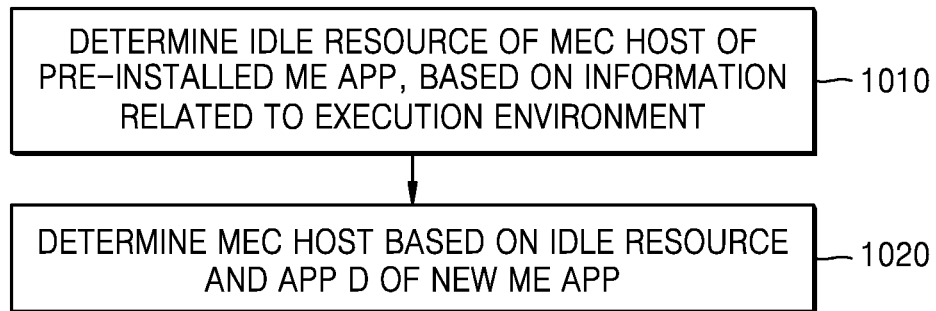 DETERMINE IDLE RESOURCE OF MEC HOST OF
PRE-INSTALLED ME APP, BASED ON INFORMATION
RELATED TO EXECUTION ENVIRONMENT
1010
DETERMINE MEC HOST BASED ON IDLE RESOURCE
AND APP D OF NEW ME APP
1020